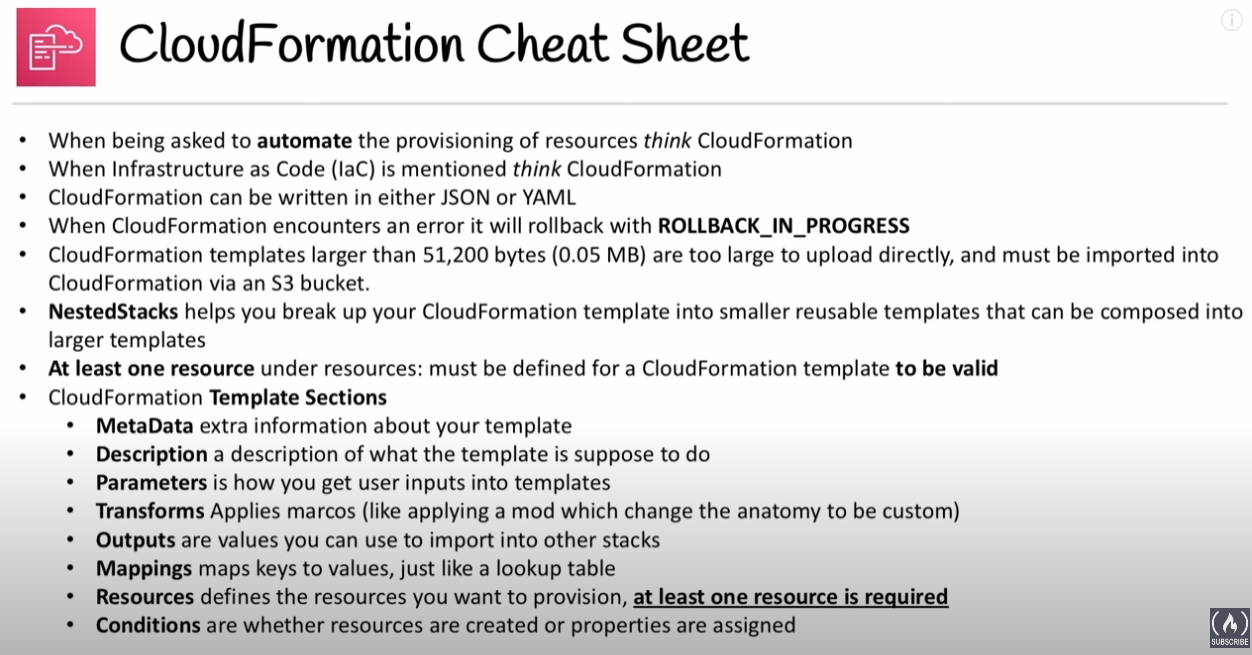 CloudFormation Cheat Sheet
• When being asked to automate the provisioning of resources think CloudFormation
• When Infrastructure as Code (IaC) is mentioned think CloudFormation
• CloudFormation can be written in either JSON or YAML
• When CloudFormation encounters an error it will rollback with ROLLBACK_IN_PROGRESS
• CloudFormation templates larger than 51,200 bytes (0.05 MB) are too large to upload directly, and must be imported into
CloudFormation via an S3 bucket.
• NestedStacks helps you break up your CloudFormation template into smaller reusable templates that can be composed into
larger templates
• At least one resource under resources: must be defined for a CloudFormation template to be valid
• CloudFormation Template Sections
• MetaData extra information about your template
• Description a description of what the template is suppose to do
• Parameters is how you get user inputs into templates
• Transforms Applies marcos (like applying a mod which change the anatomy to be custom)
• Outputs are values you can use to import into other stacks
• Mappings maps keys to values, just like a lookup table
• Resources defines the resources you want to provision, at least one resource is required
• Conditions are whether resources are created or properties are assigned
SUBSCRIBE